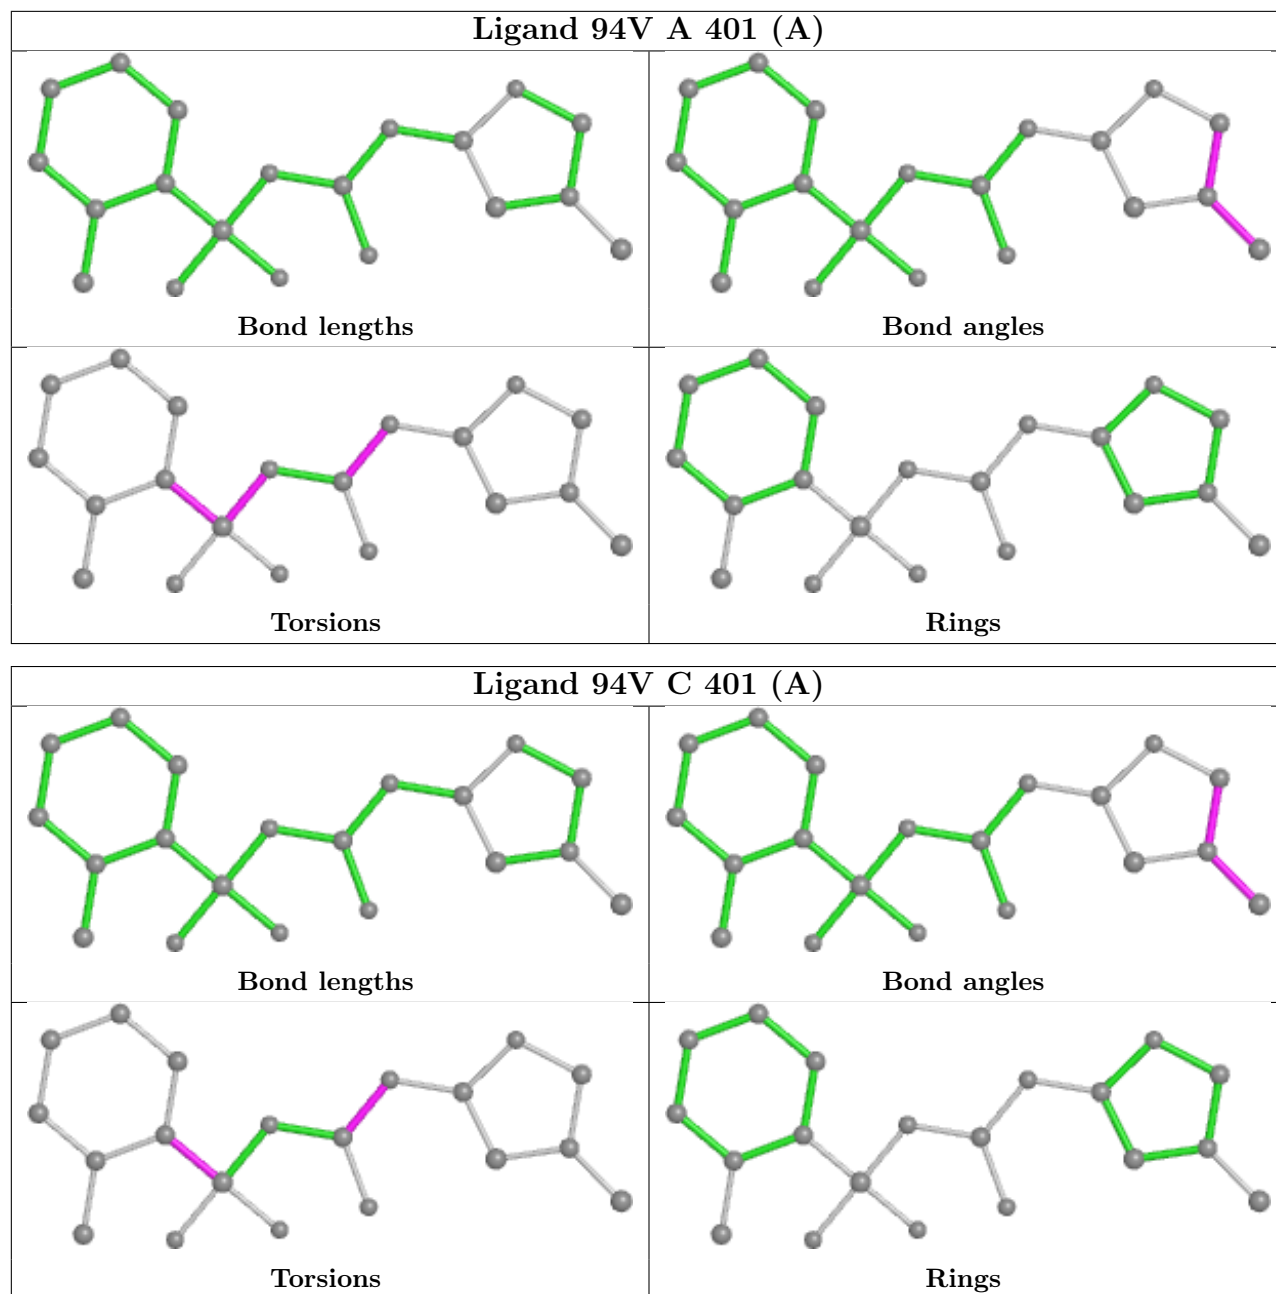 Ligand 94V A 401 (A)
Bond lengths
Bond angles
Torsions
Rings
Ligand 94V C 401 (A)
Bond lengths
Bond angles
Torsions
Rings